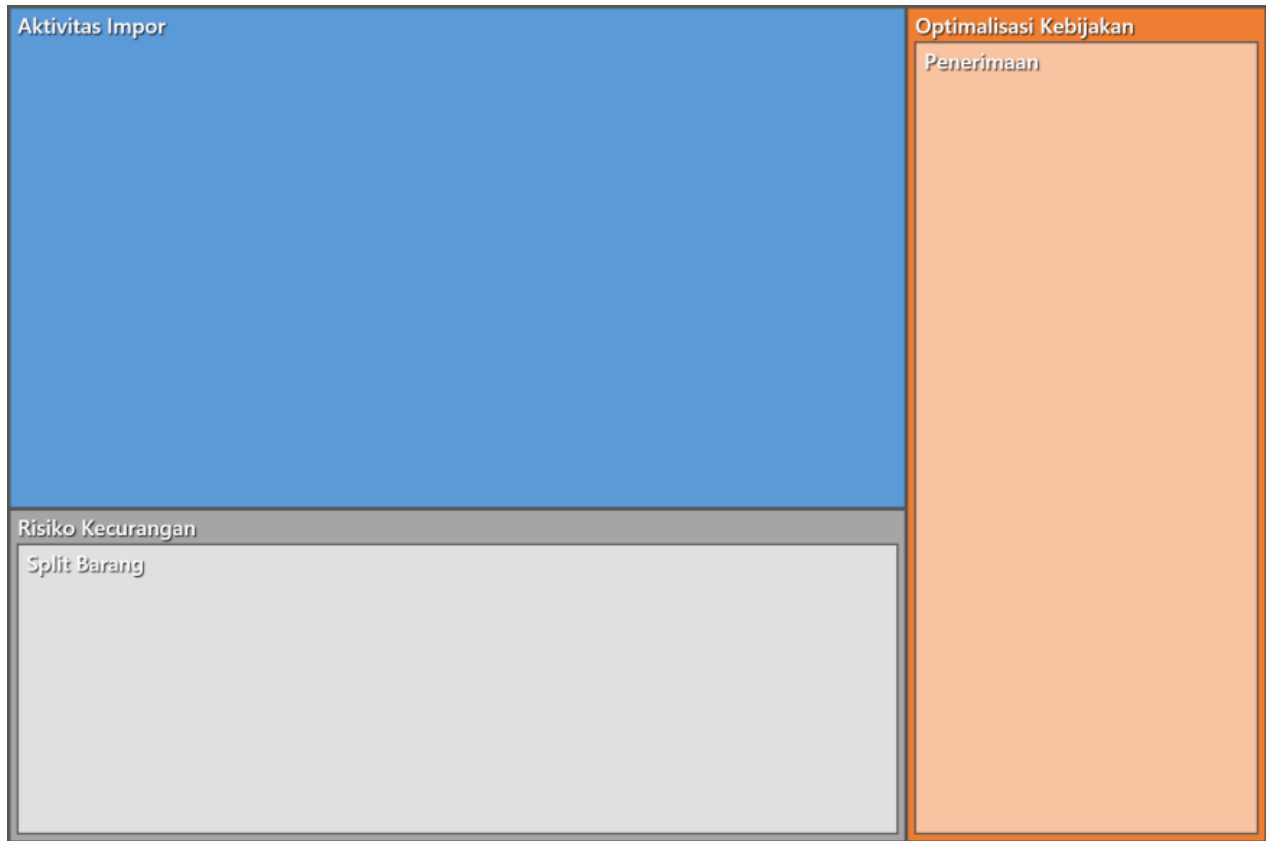 Aktivitas Impor
Optimalisasi Kebijakan
Penerimaan
Risiko Kecurangan
Split Barang